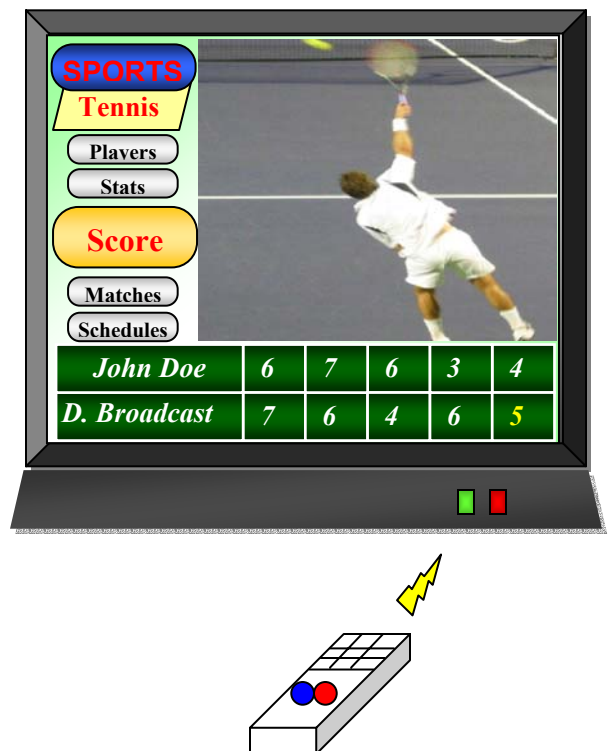 SPORTS
Tennis
Players
Stats
Score
Matches
Schedules
John Doe 6 7 6 3 4
D. Broadcast 7 6 4 6 5